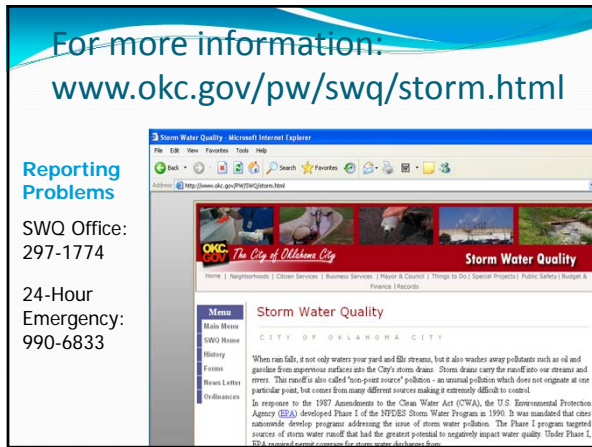 For more information:
www.okc.gov/pw/swq/storm.html
Reporting
Problems
SWQ Office:
297-1774
24-Hour
Emergency:
990-6833
Storm Water Quality - Microsoft Internet Explorer
File Edit View Favorites Tools Help
Back Search Favorites
Address http://www.okc.gov/PW/SWQ/storm.html
OKC.
GOV
The City of Oklahoma City
Storm Water Quality
Home | Neighborhoods | Citizen Services | Business Services | Mayor & Council | Things to Do | Special Projects | Public Safety | Budget &
Finance | Records
Menu
Main Menu
SWQ Home
History
Forms
News Letter
Ordinances
Storm Water Quality
CITY OF OKLAHOMA CITY
When rain falls, it not only waters your yard and fills streams, but it also washes away pollutants such as oil and
gasoline from impervious surfaces into the City's storm drains. Storm drains carry the runoff into our streams and
rivers. This runoff is also called "non-point source" pollution - an unusual pollution which does not originate at one
particular point, but comes from many different sources making it extremely difficult to control.
In response to the 1987 Amendments to the Clean Water Act (CWA), the U.S. Environmental Protection
Agency (EPA) developed Phase I of the NPDES Storm Water Program in 1990. It was mandated that cities
nationwide develop programs addressing the issue of storm water pollution. The Phase I program targeted
sources of storm water runoff that had the greatest potential to negatively impact water quality. Under Phase I,
EPA required permit coverage for storm water discharges from: